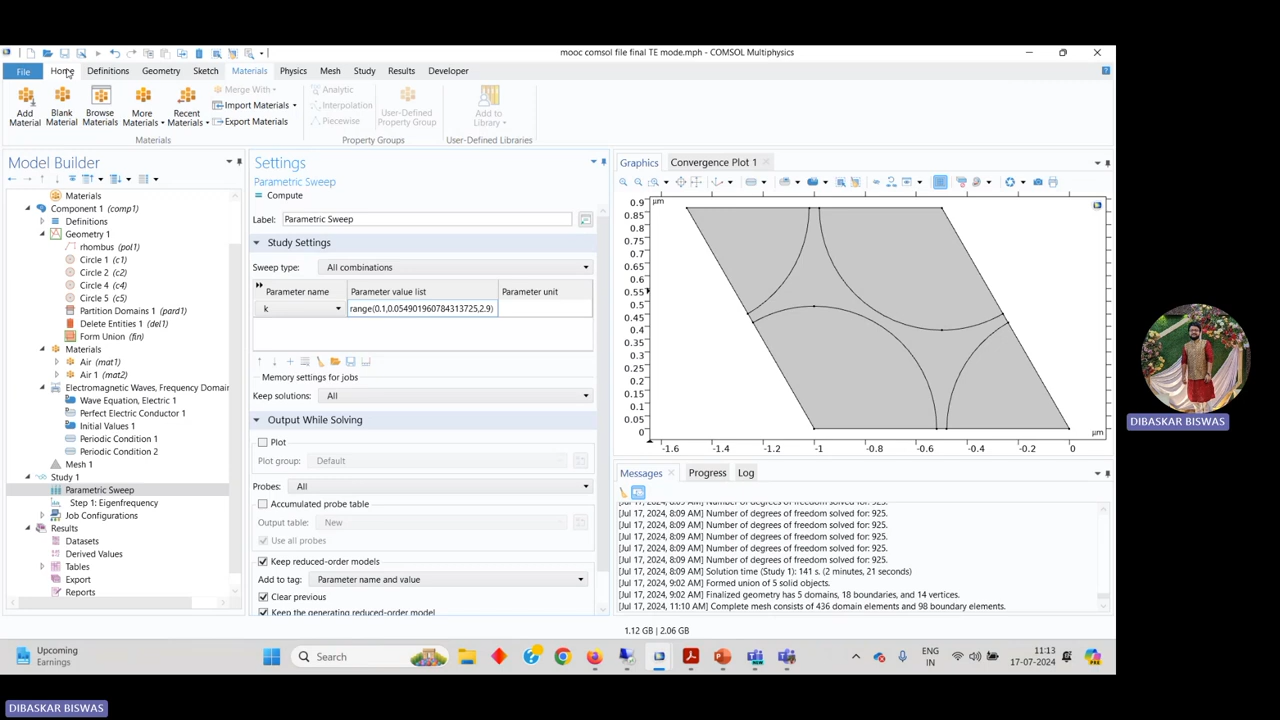 mooc comsol file final TE mode.mph - COMSOL Multiphysics
File Home Definitions Geometry Sketch Materials Physics Mesh Study Results Developer
Add Material
Blank Material
Browse Materials
More Materials
Recent Materials
Merge With
Import Materials
Export Materials
Materials
Analytic
Interpolation
Piecewise
User-Defined Property Group
Property Groups
Add to Library
User-Defined Libraries
Model Builder
Materials
Component 1 (comp1)
Definitions
Geometry 1
rhombus (pol1)
Circle 1 (c1)
Circle 2 (c2)
Circle 4 (c4)
Circle 5 (c5)
Partition Domains 1 (pard1)
Delete Entities 1 (del1)
Form Union (fin)
Materials
Air (mat1)
Air 1 (mat2)
Electromagnetic Waves, Frequency Domain
Wave Equation, Electric 1
Perfect Electric Conductor 1
Initial Values 1
Periodic Condition 1
Periodic Condition 2
Mesh 1
Study 1
Parametric Sweep
Step 1: Eigenfrequency
Job Configurations
Results
Datasets
Derived Values
Tables
Export
Reports
Settings
Parametric Sweep
= Compute
Label: Parametric Sweep
Study Settings
Sweep type: All combinations
Parameter name Parameter value list Parameter unit
k range(0.1,0.054901960784313725,2.9)
Memory settings for jobs
Keep solutions: All
Output While Solving
Plot
Plot group: Default
Probes: All
Accumulated probe table
Output table: New
Use all probes
Keep reduced-order models
Add to tag: Parameter name and value
Clear previous
Keep the generating reduced-order model
Graphics Convergence Plot 1
0.9 µm
0.85
0.8
0.75
0.7
0.65
0.6
0.55
0.5
0.45
0.4
0.35
0.3
0.25
0.2
0.15
0.1
0.05
0
µm
-1.6 -1.4 -1.2 -1 -0.8 -0.6 -0.4 -0.2 0
Messages Progress Log
[Jul 17, 2024, 8:09 AM] Number of degrees of freedom solved for: 925.
[Jul 17, 2024, 8:09 AM] Number of degrees of freedom solved for: 925.
[Jul 17, 2024, 8:09 AM] Number of degrees of freedom solved for: 925.
[Jul 17, 2024, 8:09 AM] Number of degrees of freedom solved for: 925.
[Jul 17, 2024, 8:09 AM] Number of degrees of freedom solved for: 925.
[Jul 17, 2024, 8:09 AM] Solution time (Study 1): 141 s. (2 minutes, 21 seconds)
[Jul 17, 2024, 9:02 AM] Formed union of 5 solid objects.
[Jul 17, 2024, 9:02 AM] Finalized geometry has 5 domains, 18 boundaries, and 14 vertices.
[Jul 17, 2024, 11:10 AM] Complete mesh consists of 436 domain elements and 98 boundary elements.
1.12 GB | 2.06 GB
Upcoming
Earnings
Search
ENG
IN
11:13
17-07-2024
DIBASKAR BISWAS
DIBASKAR BISWAS